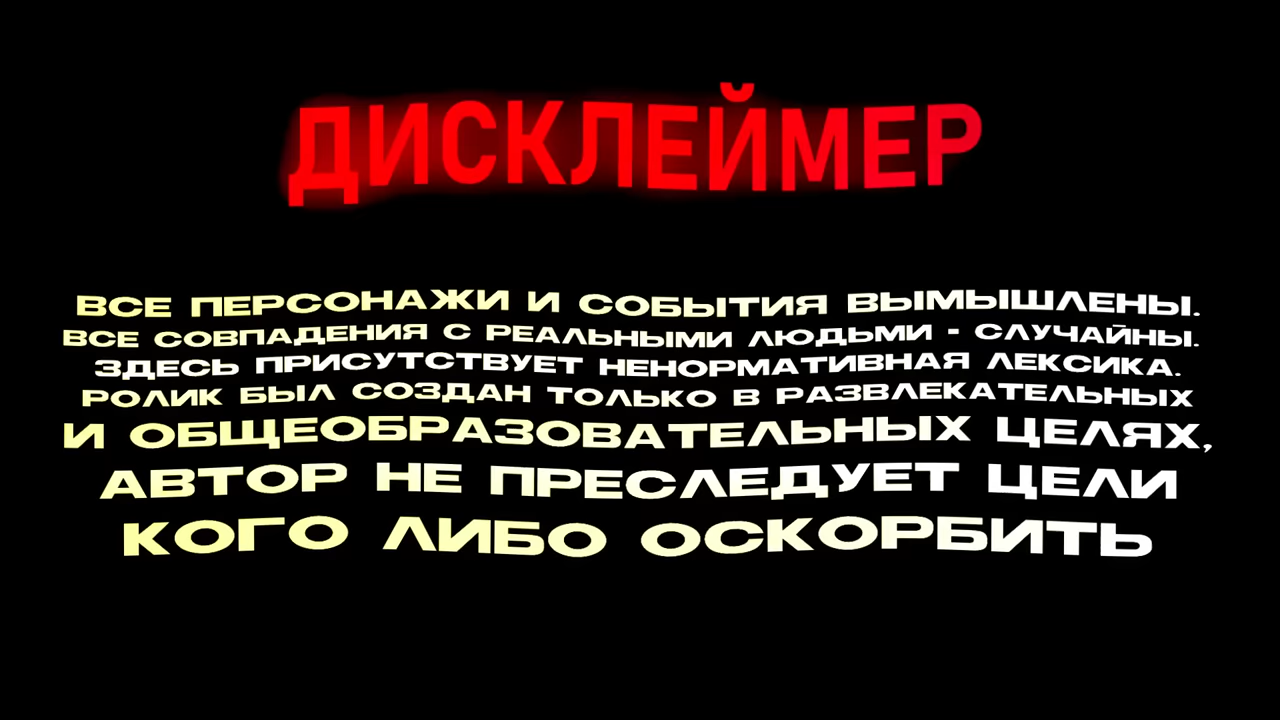 ДИСКЛЕЙМЕР
ВСЕ ПЕРСОНАЖИ И СОБЫТИЯ ВЫМЫШЛЕНЫ.
ВСЕ СОВПАДЕНИЯ С РЕАЛЬНЫМИ ЛЮДЬМИ - СЛУЧАЙНЫ.
ЗДЕСЬ ПРИСУТСТВУЕТ НЕНОРМАТИВНАЯ ЛЕКСИКА.
РОЛИК БЫЛ СОЗДАН ТОЛЬКО В РАЗВЛЕКАТЕЛЬНЫХ
И ОБЩЕОБРАЗОВАТЕЛЬНЫХ ЦЕЛЯХ,
АВТОР НЕ ПРЕСЛЕДУЕТ ЦЕЛИ
КОГО ЛИБО ОСКОРБИТЬ